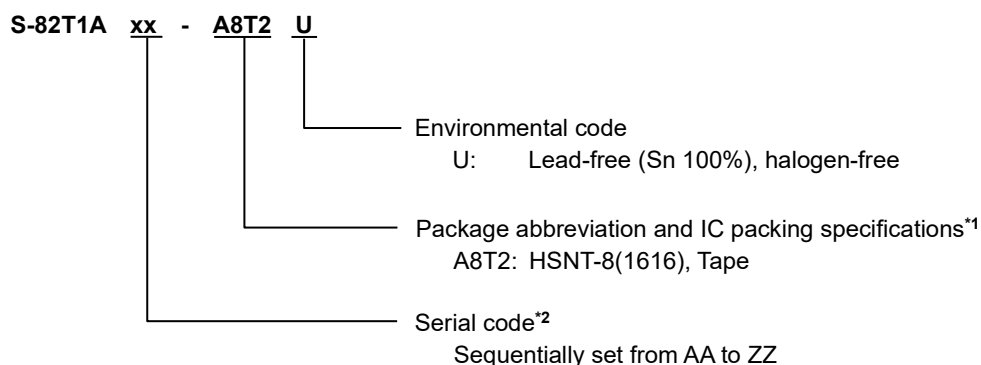 S-82T1A xx - A8T2 U
Environmental code
U: Lead-free (Sn 100%), halogen-free
Package abbreviation and IC packing specifications*1
A8T2: HSNT-8(1616), Tape
Serial code*2
Sequentially set from AA to ZZ